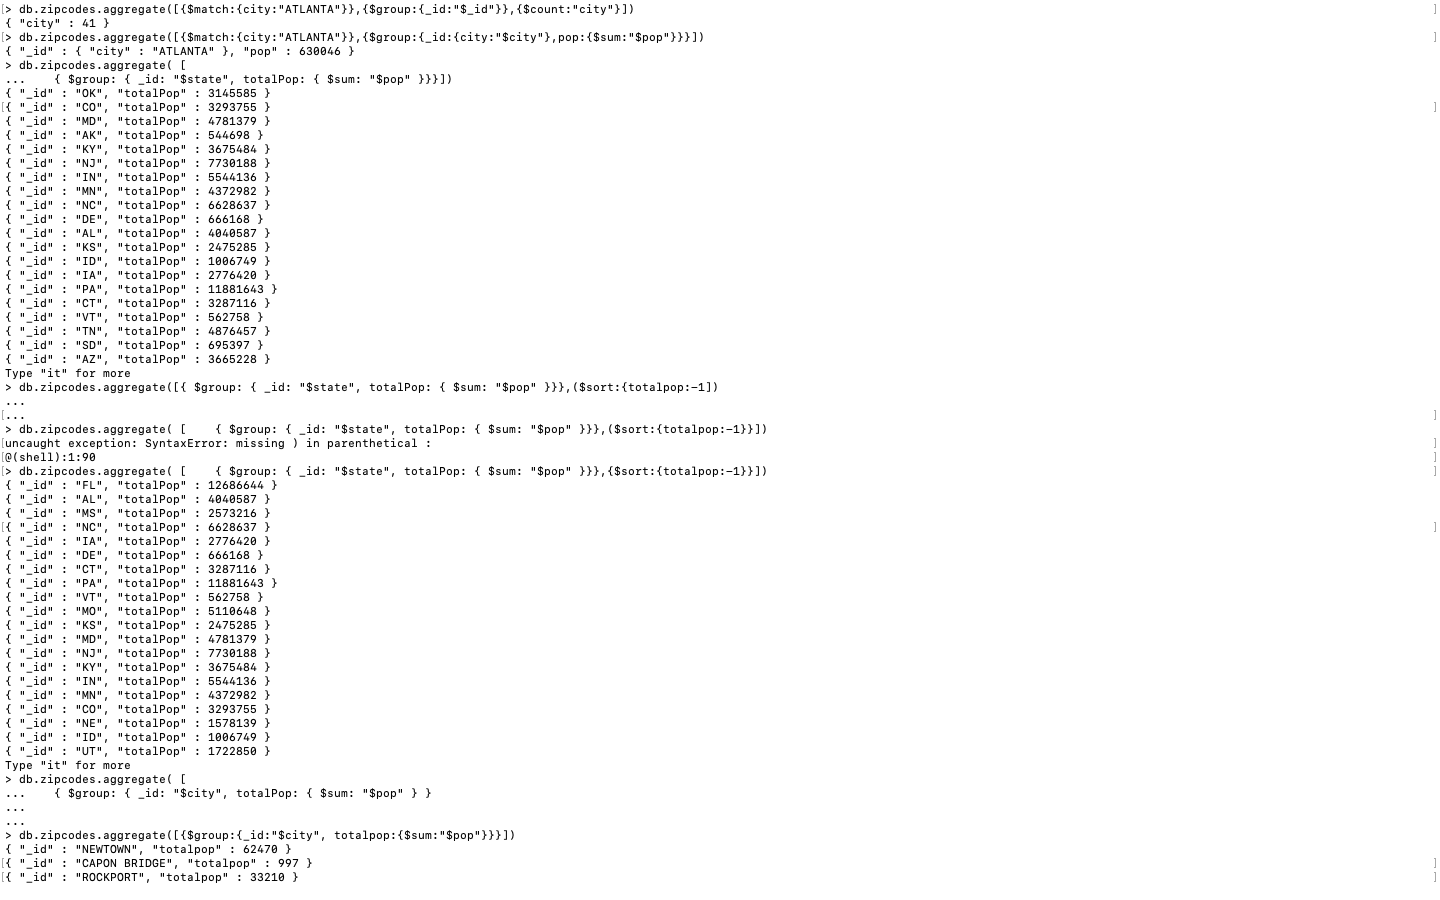 [> db.zipcodes.aggregate([{$match:{city:"ATLANTA"}},{$group:{_id:"$_id"}},{$count:"city"}]) ]
{ "city" : 41 }
[> db.zipcodes.aggregate([{$match:{city:"ATLANTA"}},{$group:{_id:{city:"$city"},pop:{$sum:"$pop"}}}]) ]
{ "_id" : { "city" : "ATLANTA" }, "pop" : 630046 }
> db.zipcodes.aggregate( [
...    { $group: { _id: "$state", totalPop: { $sum: "$pop" }}}])
{ "_id" : "OK", "totalPop" : 3145585 }
[{ "_id" : "CO", "totalPop" : 3293755 } ]
{ "_id" : "MD", "totalPop" : 4781379 }
{ "_id" : "AK", "totalPop" : 544698 }
{ "_id" : "KY", "totalPop" : 3675484 }
{ "_id" : "NJ", "totalPop" : 7730188 }
{ "_id" : "IN", "totalPop" : 5544136 }
{ "_id" : "MN", "totalPop" : 4372982 }
{ "_id" : "NC", "totalPop" : 6628637 }
{ "_id" : "DE", "totalPop" : 666168 }
{ "_id" : "AL", "totalPop" : 4040587 }
{ "_id" : "KS", "totalPop" : 2475285 }
{ "_id" : "ID", "totalPop" : 1006749 }
{ "_id" : "IA", "totalPop" : 2776420 }
{ "_id" : "PA", "totalPop" : 11881643 }
{ "_id" : "CT", "totalPop" : 3287116 }
{ "_id" : "VT", "totalPop" : 562758 }
{ "_id" : "TN", "totalPop" : 4876457 }
{ "_id" : "SD", "totalPop" : 695397 }
{ "_id" : "AZ", "totalPop" : 3665228 }
Type "it" for more
> db.zipcodes.aggregate([{ $group: { _id: "$state", totalPop: { $sum: "$pop" }}},($sort:{totalpop:-1])
...
[... ]
> db.zipcodes.aggregate( [    { $group: { _id: "$state", totalPop: { $sum: "$pop" }}},($sort:{totalpop:-1}}])
[uncaught exception: SyntaxError: missing ) in parenthetical : ]
[@(shell):1:90 ]
[> db.zipcodes.aggregate( [    { $group: { _id: "$state", totalPop: { $sum: "$pop" }}},{$sort:{totalpop:-1}}]) ]
{ "_id" : "FL", "totalPop" : 12686644 }
{ "_id" : "AL", "totalPop" : 4040587 }
{ "_id" : "MS", "totalPop" : 2573216 }
[{ "_id" : "NC", "totalPop" : 6628637 } ]
{ "_id" : "IA", "totalPop" : 2776420 }
{ "_id" : "DE", "totalPop" : 666168 }
{ "_id" : "CT", "totalPop" : 3287116 }
{ "_id" : "PA", "totalPop" : 11881643 }
{ "_id" : "VT", "totalPop" : 562758 }
{ "_id" : "MO", "totalPop" : 5110648 }
{ "_id" : "KS", "totalPop" : 2475285 }
{ "_id" : "MD", "totalPop" : 4781379 }
{ "_id" : "NJ", "totalPop" : 7730188 }
{ "_id" : "KY", "totalPop" : 3675484 }
{ "_id" : "IN", "totalPop" : 5544136 }
{ "_id" : "MN", "totalPop" : 4372982 }
{ "_id" : "CO", "totalPop" : 3293755 }
{ "_id" : "NE", "totalPop" : 1578139 }
{ "_id" : "ID", "totalPop" : 1006749 }
{ "_id" : "UT", "totalPop" : 1722850 }
Type "it" for more
> db.zipcodes.aggregate( [
...    { $group: { _id: "$city", totalPop: { $sum: "$pop" } }
...
...
> db.zipcodes.aggregate([{$group:{_id:"$city", totalpop:{$sum:"$pop"}}}])
{ "_id" : "NEWTOWN", "totalpop" : 62470 }
[{ "_id" : "CAPON BRIDGE", "totalpop" : 997 } ]
[{ "_id" : "ROCKPORT", "totalpop" : 33210 } ]